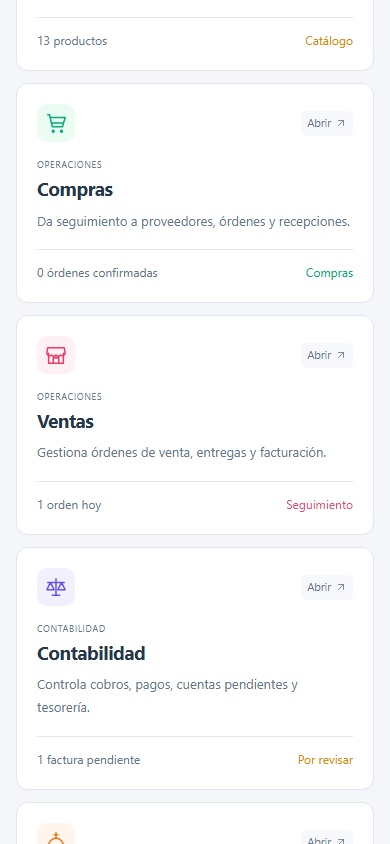 13 productos
Catálogo
Abrir
OPERACIONES
Compras
Da seguimiento a proveedores, órdenes y recepciones.
0 órdenes confirmadas
Compras
Abrir
OPERACIONES
Ventas
Gestiona órdenes de venta, entregas y facturación.
1 orden hoy
Seguimiento
Abrir
CONTABILIDAD
Contabilidad
Controla cobros, pagos, cuentas pendientes y
tesorería.
1 factura pendiente
Por revisar
Abrir